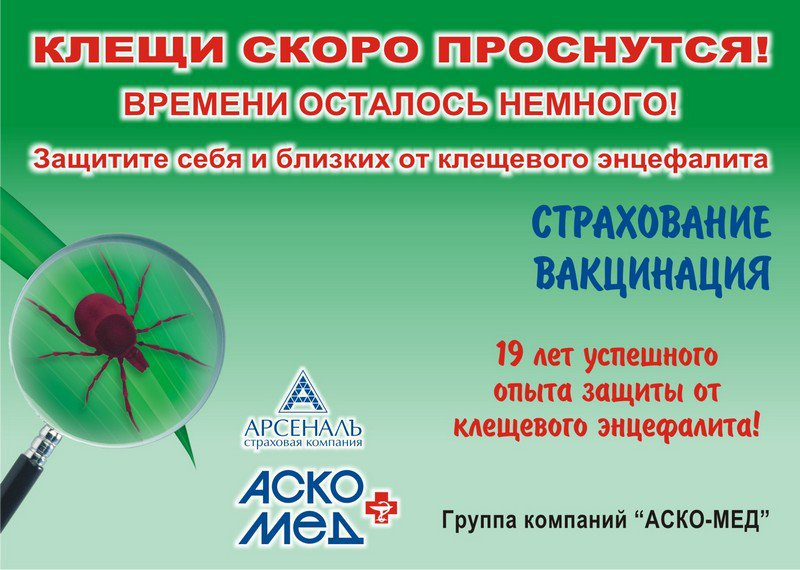 КЛЕЩИ СКОРО ПРОСНУТСЯ!
ВРЕМЕНИ ОСТАЛОСЬ НЕМНОГО!
Защитите себя и близких от клещевого энцефалита
СТРАХОВАНИЕ
ВАКЦИНАЦИЯ
19 лет успешного
опыта защиты от
клещевого энцефалита!
АРСЕНАЛЪ
страховая компания
АСКО
МЕД
Группа компаний “АСКО-МЕД”